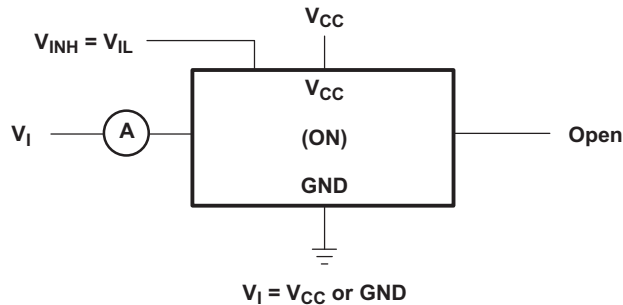 V_CC
V_INH = V_IL
V_CC
V_I
A
(ON)
Open
GND
V_I = V_CC or GND